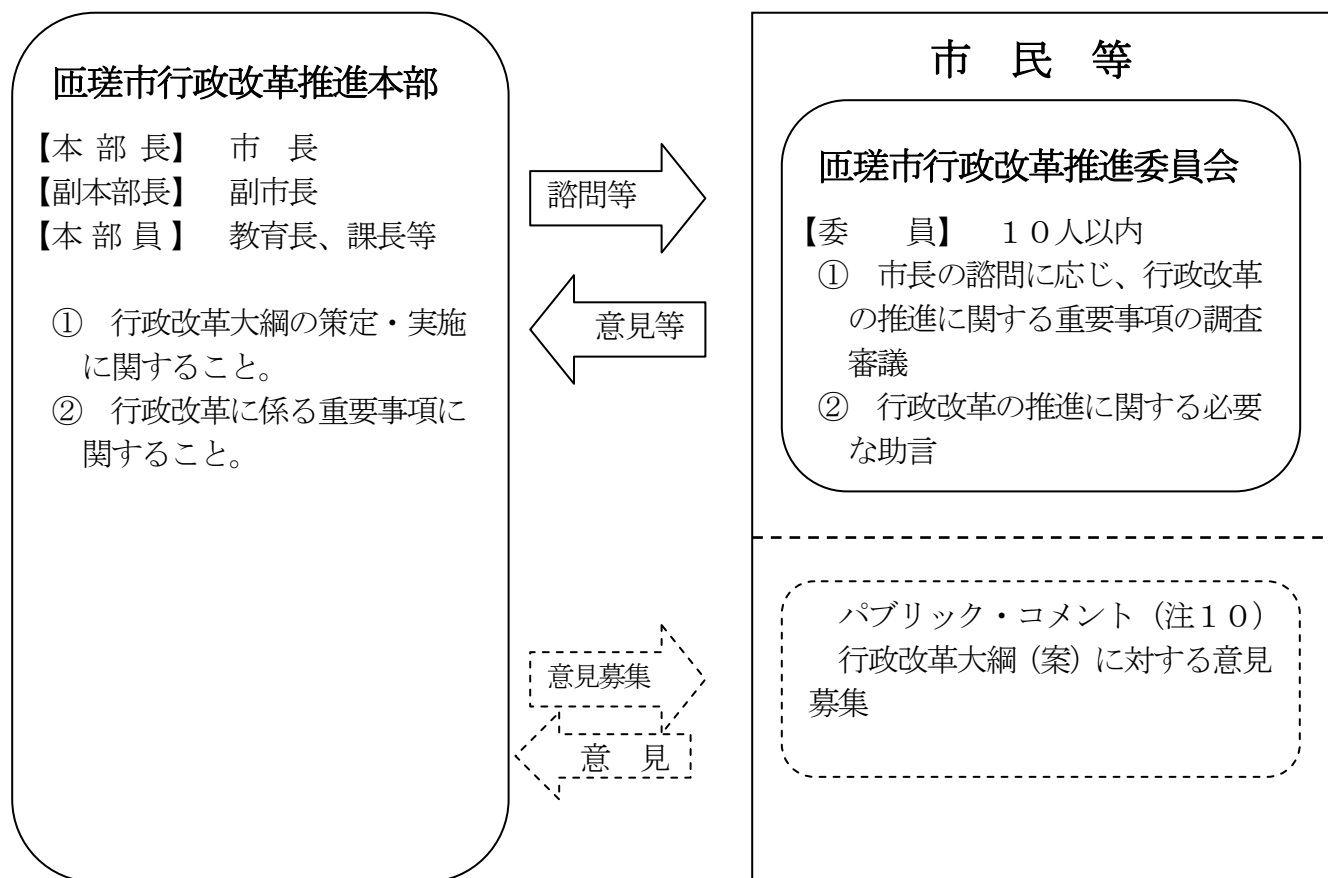 匝瑳市行政改革推進本部
【本 部 長】 市 長
【副本部長】 副市長
【本 部 員 】 教育長、課長等
① 行政改革大綱の策定・実施
に関すること。
② 行政改革に係る重要事項に
関すること。
諮問等
意見等
意見募集
意 見
市 民 等
匝瑳市行政改革推進委員会
【委 員】 10人以内
① 市長の諮問に応じ、行政改革
の推進に関する重要事項の調査
審議
② 行政改革の推進に関する必要
な助言
パブリック・コメント(注10)
行政改革大綱(案)に対する意見
募集